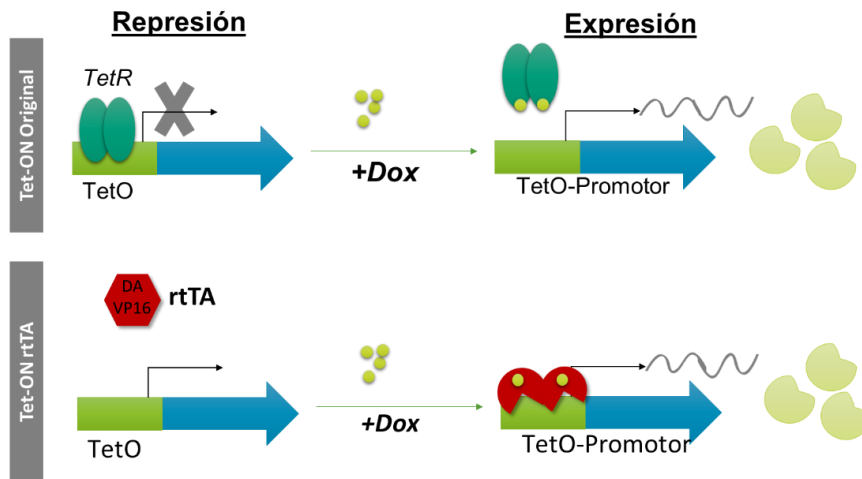 Represión
Expresión
Tet-ON Original
TetR
TetO
+Dox
TetO-Promotor
Tet-ON rtTA
DA
VP16
rtTA
TetO
+Dox
TetO-Promotor